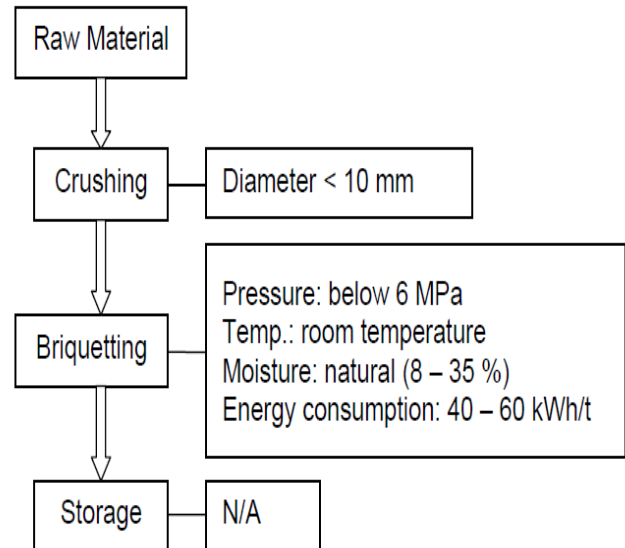 Raw Material
Crushing
Diameter < 10 mm
Briquetting
Pressure: below 6 MPa
Temp.: room temperature
Moisture: natural (8 – 35 %)
Energy consumption: 40 – 60 kWh/t
Storage
N/A